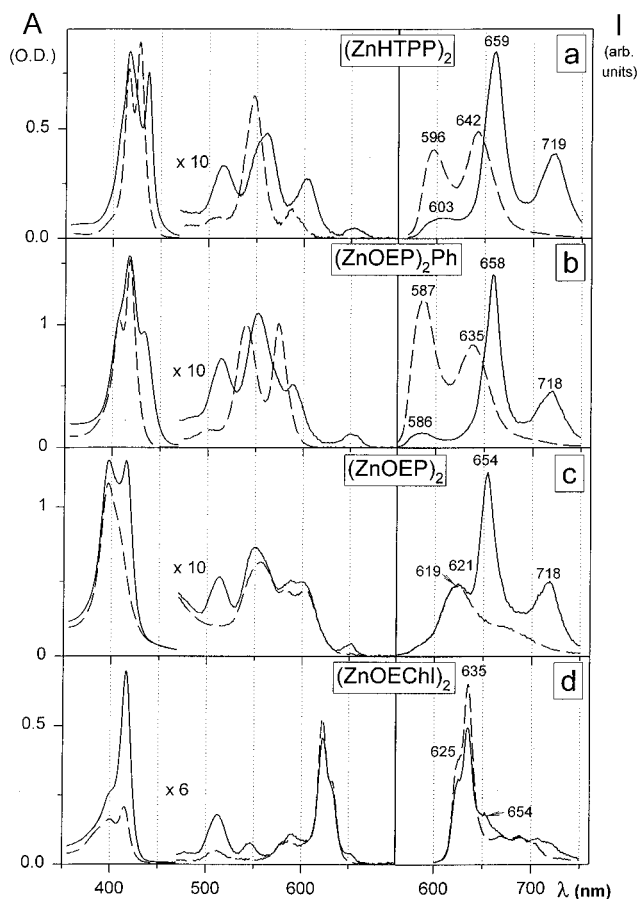 A I
(O.D.) (arb. units)
(ZnHTPP)₂ a
659
596 642
719
603
x 10
0.5
0.0
(ZnOEP)₂Ph b
658
587
635
718
586
x 10
1
0
(ZnOEP)₂ c
654
619 621
718
x 10
1
0
(ZnOEChl)₂ d
635
625
654
x 6
0.5
0.0
400 500 600 600 700 λ (nm)